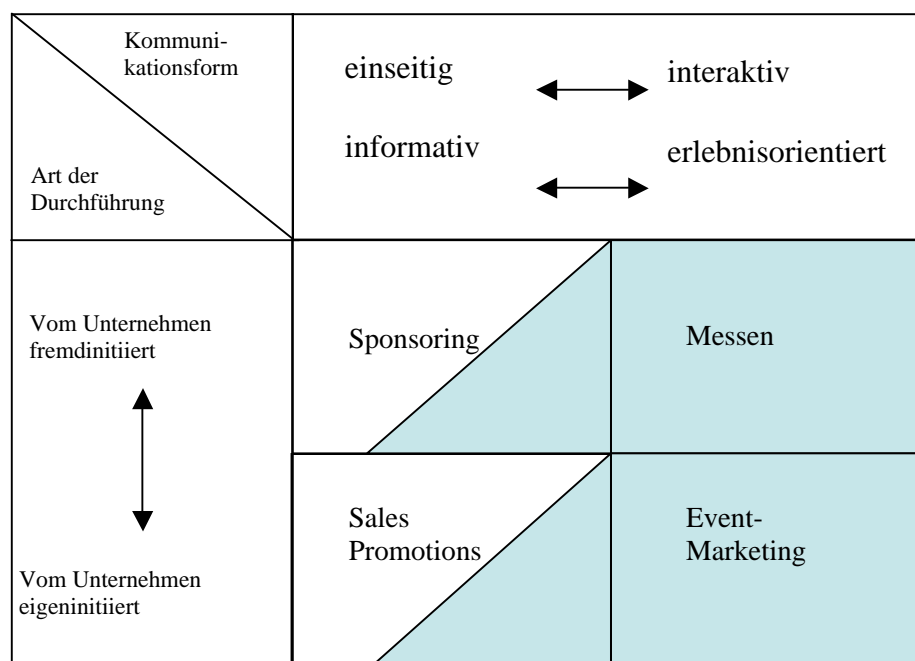 Kommuni-
kationsform
einseitig
interaktiv
informativ
erlebnisorientiert
Art der
Durchführung
Vom Unternehmen
fremdinitiiert
Sponsoring
Messen
Sales
Promotions
Event-
Marketing
Vom Unternehmen
eigeninitiiert